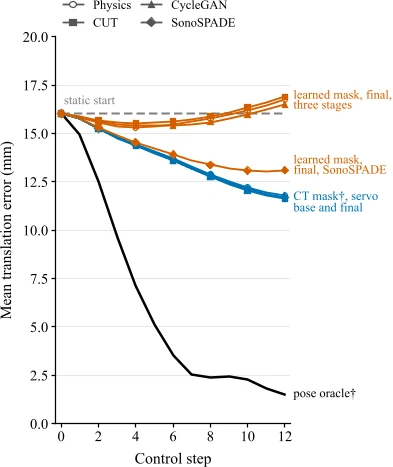 Physics
CycleGAN
CUT
SonoSPADE
20.0
17.5
15.0
12.5
10.0
7.5
5.0
2.5
0.0
Mean translation error (mm)
static start
learned mask, final,
three stages
learned mask,
final, SonoSPADE
CT mask†, servo
base and final
pose oracle†
0 2 4 6 8 10 12
Control step